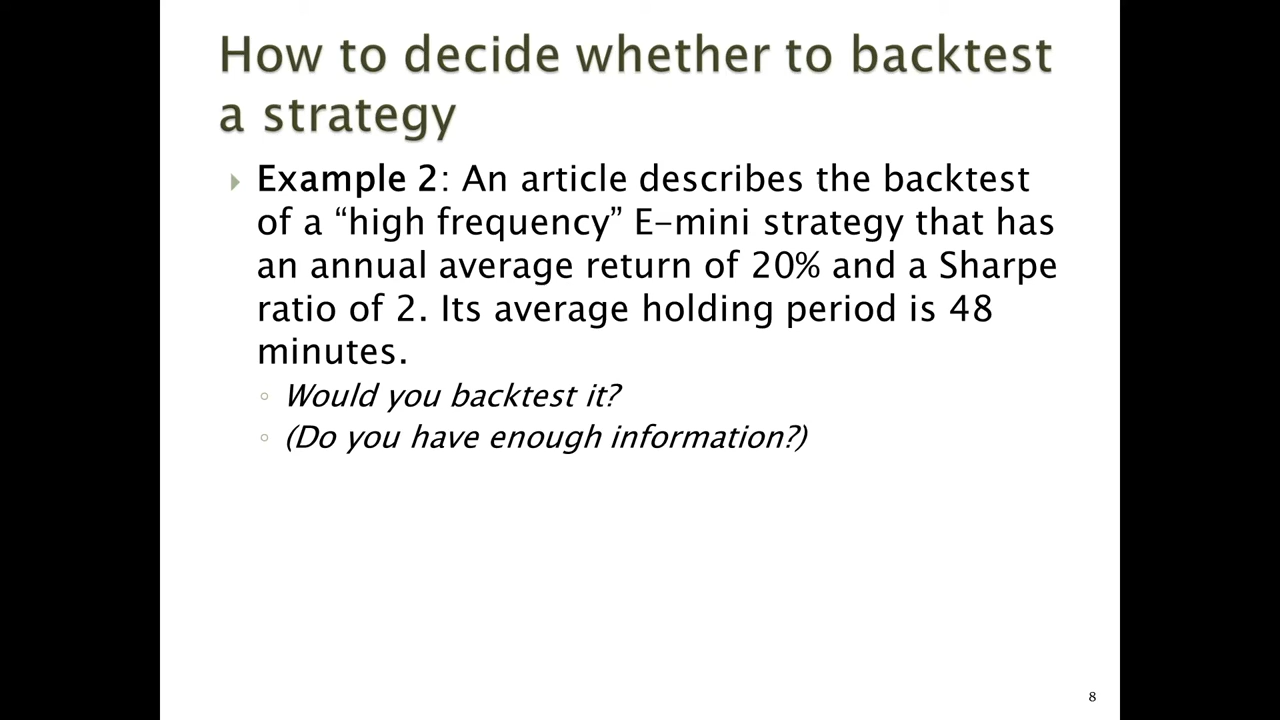 How to decide whether to backtest
a strategy
Example 2: An article describes the backtest
of a “high frequency” E-mini strategy that has
an annual average return of 20% and a Sharpe
ratio of 2. Its average holding period is 48
minutes.
Would you backtest it?
(Do you have enough information?)
8